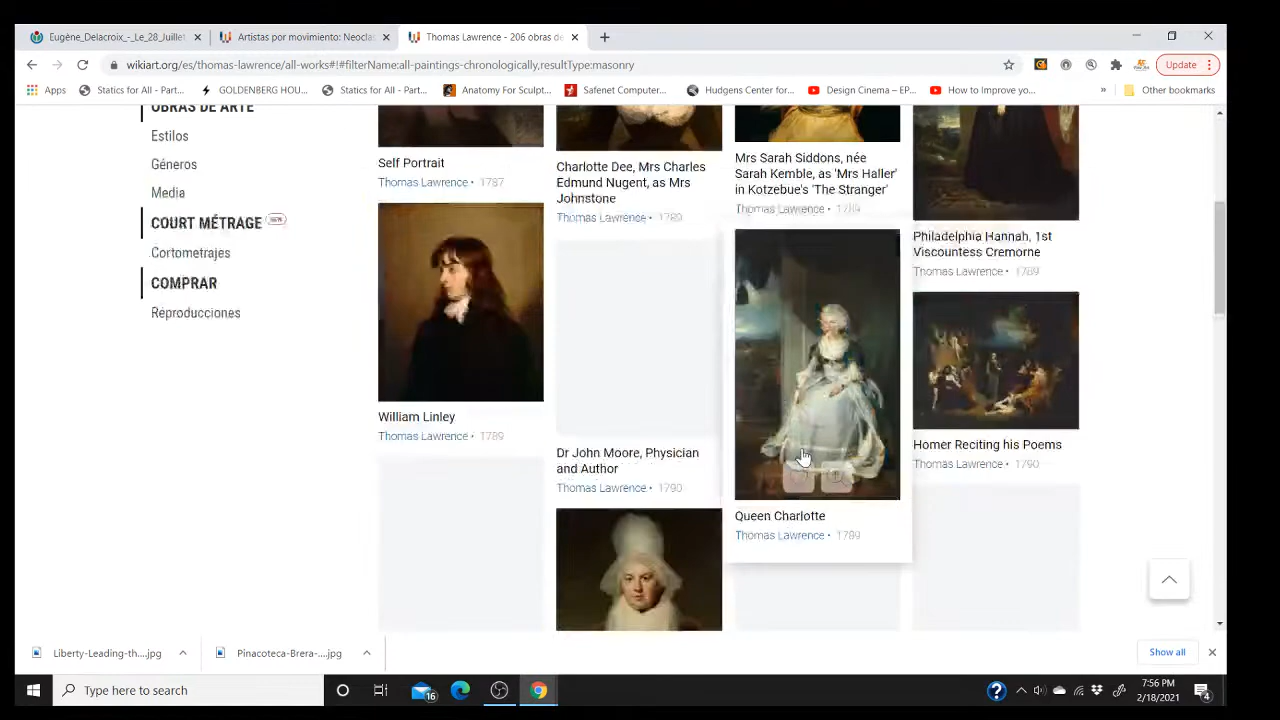 Eugène_Delacroix_-_Le_28_Juillet
Artistas por movimiento: Neoclas
Thomas Lawrence - 206 obras de
wikiart.org/es/thomas-lawrence/all-works#!#filterName:all-paintings-chronologically,resultType:masonry
Update
Apps
Statics for All - Part...
GOLDENBERG HOU...
Statics for All - Part...
Anatomy For Sculpt...
Safenet Computer...
Hudgens Center for...
Design Cinema – EP...
How to Improve yo...
»
Other bookmarks
OBRAS DE ARTE
Estilos
Géneros
Media
COURT MÉTRAGE
Cortometrajes
COMPRAR
Reproducciones
Self Portrait
Thomas Lawrence • 1787
William Linley
Thomas Lawrence • 1789
Charlotte Dee, Mrs Charles
Edmund Nugent, as Mrs
Johnstone
Thomas Lawrence • 1789
Dr John Moore, Physician
and Author
Thomas Lawrence • 1790
Mrs Sarah Siddons, née
Sarah Kemble, as 'Mrs Haller'
in Kotzebue's 'The Stranger'
Thomas Lawrence • 1789
Queen Charlotte
Thomas Lawrence • 1789
Philadelphia Hannah, 1st
Viscountess Cremorne
Thomas Lawrence • 1789
Homer Reciting his Poems
Thomas Lawrence • 1790
Liberty-Leading-th....jpg
Pinacoteca-Brera-....jpg
Show all
Type here to search
16
7:56 PM
2/18/2021
4